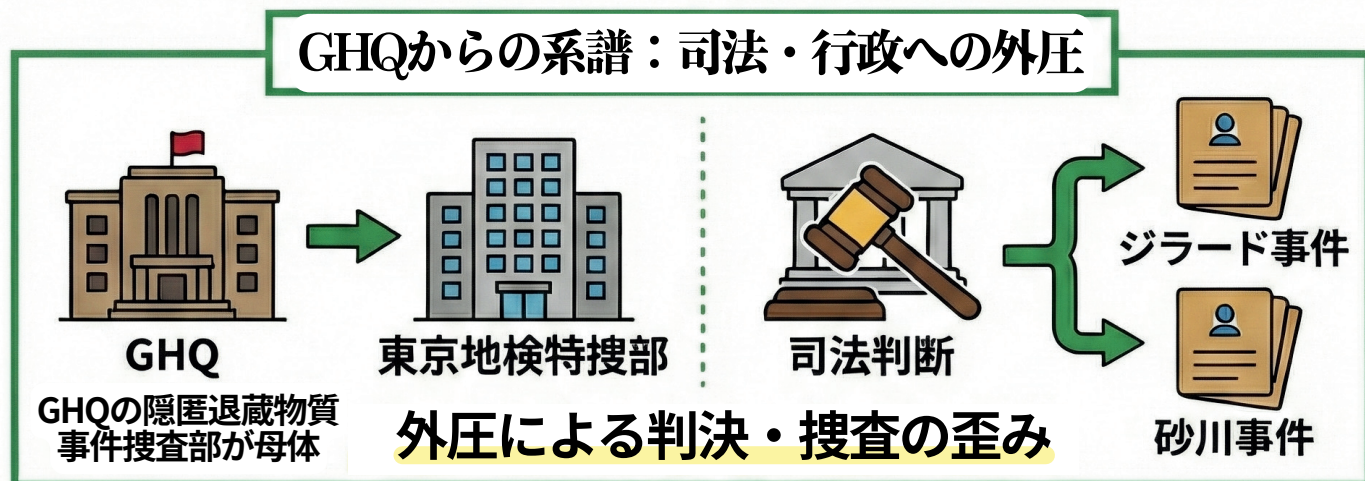 GHQからの系譜：司法・行政への外圧
GHQ
GHQの隠匿退蔵物質
事件捜査部が母体
東京地検特捜部
司法判断
ジラード事件
砂川事件
外圧による判決・捜査の歪み